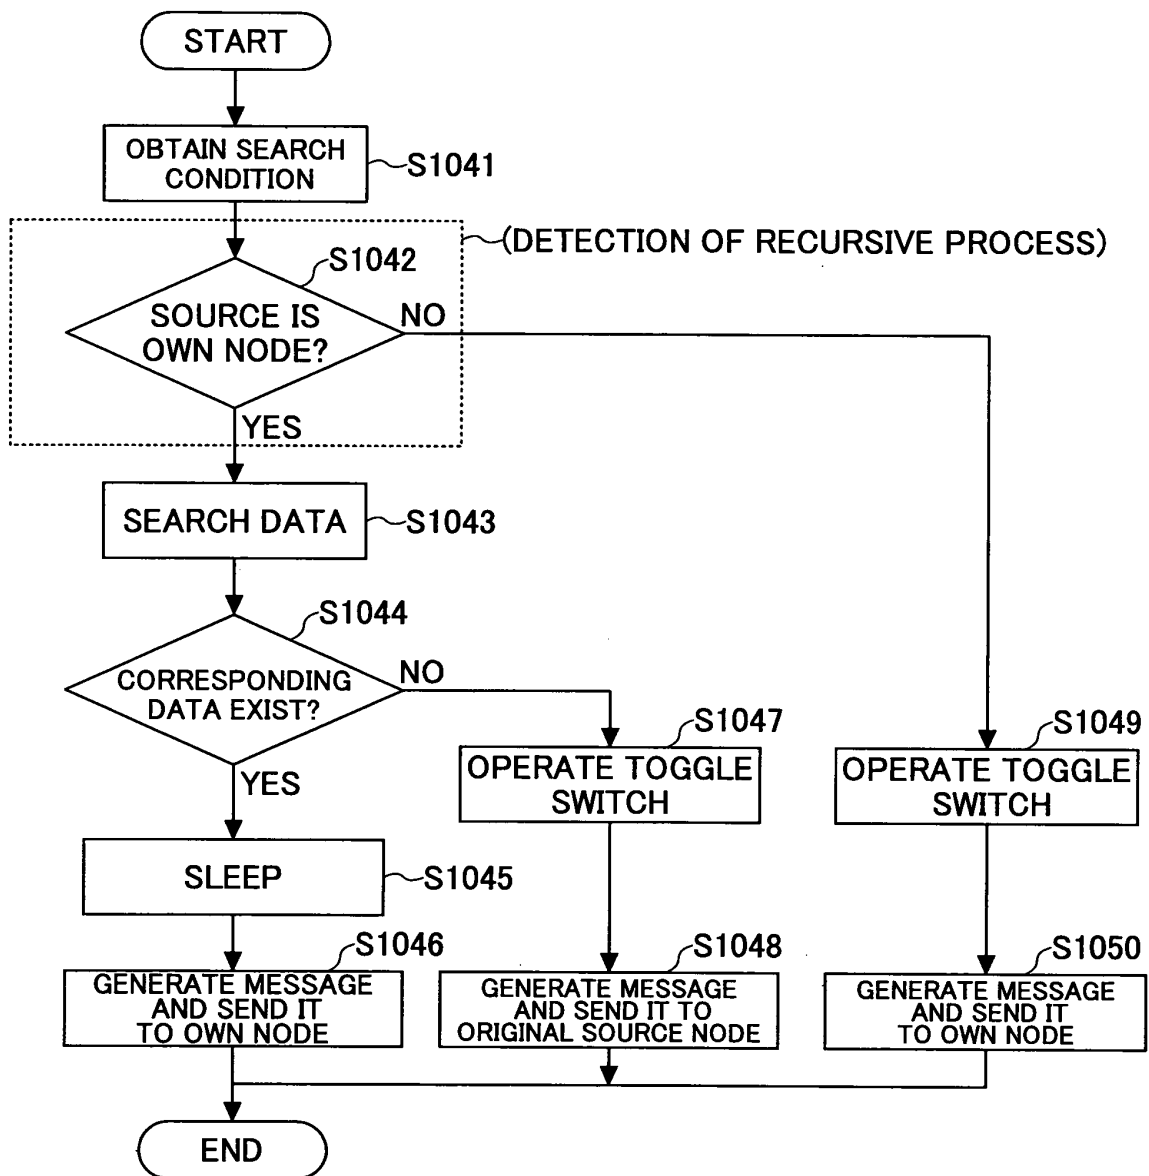 START
OBTAIN SEARCH
CONDITION
S1041
(DETECTION OF RECURSIVE PROCESS)
S1042
SOURCE IS
OWN NODE?
NO
YES
SEARCH DATA
S1043
S1044
CORRESPONDING
DATA EXIST?
NO
YES
S1047
OPERATE TOGGLE
SWITCH
S1049
OPERATE TOGGLE
SWITCH
SLEEP
S1045
S1046
GENERATE MESSAGE
AND SEND IT
TO OWN NODE
S1048
GENERATE MESSAGE
AND SEND IT TO
ORIGINAL SOURCE NODE
S1050
GENERATE MESSAGE
AND SEND IT
TO OWN NODE
END